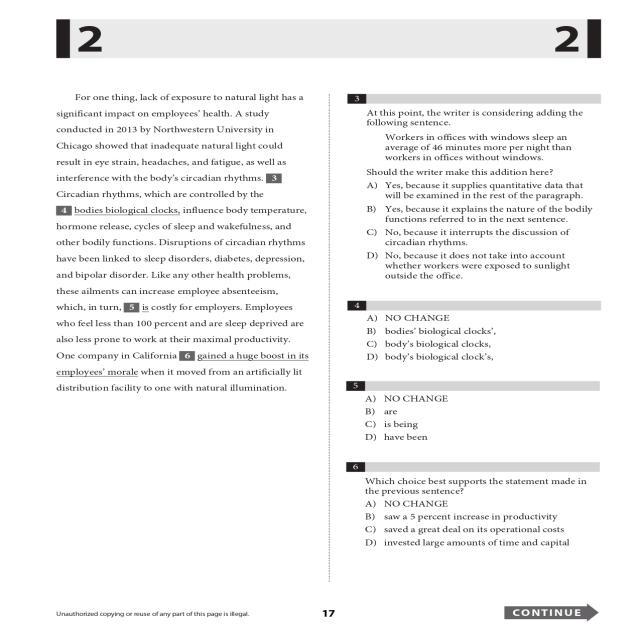 2
2
For one thing, lack of exposure to natural light has a
significant impact on employees' health. A study
conducted in 2013 by Northwestern University in
Chicago showed that inadequate natural light could
result in eye strain, headaches, and fatigue, as well as
interference with the body's circadian rhythms. 3
Circadian rhythms, which are controlled by the
4 bodies biological clocks, influence body temperature,
hormone release, cycles of sleep and wakefulness, and
other bodily functions. Disruptions of circadian rhythms
have been linked to sleep disorders, diabetes, depression,
and bipolar disorder. Like any other health problems,
these ailments can increase employee absenteeism,
which, in turn, 5 is costly for employers. Employees
who feel less than 100 percent and are sleep deprived are
also less prone to work at their maximal productivity.
One company in California 6 gained a huge boost in its
employees' morale when it moved from an artificially lit
distribution facility to one with natural illumination.
3
At this point, the writer is considering adding the
following sentence.
Workers in offices with windows sleep an
average of 46 minutes more per night than
workers in offices without windows.
Should the writer make this addition here?
A) Yes, because it supplies quantitative data that
will be examined in the rest of the paragraph.
B) Yes, because it explains the nature of the bodily
functions referred to in the next sentence.
C) No, because it interrupts the discussion of
circadian rhythms.
D) No, because it does not take into account
whether workers were exposed to sunlight
outside the office.
4
A) NO CHANGE
B) bodies' biological clocks',
C) body's biological clocks,
D) body's biological clock's,
5
A) NO CHANGE
B) are
C) is being
D) have been
6
Which choice best supports the statement made in
the previous sentence?
A) NO CHANGE
B) saw a 5 percent increase in productivity
C) saved a great deal on its operational costs
D) invested large amounts of time and capital
Unauthorized copying or reuse of any part of this page is illegal.
17
CONTINUE